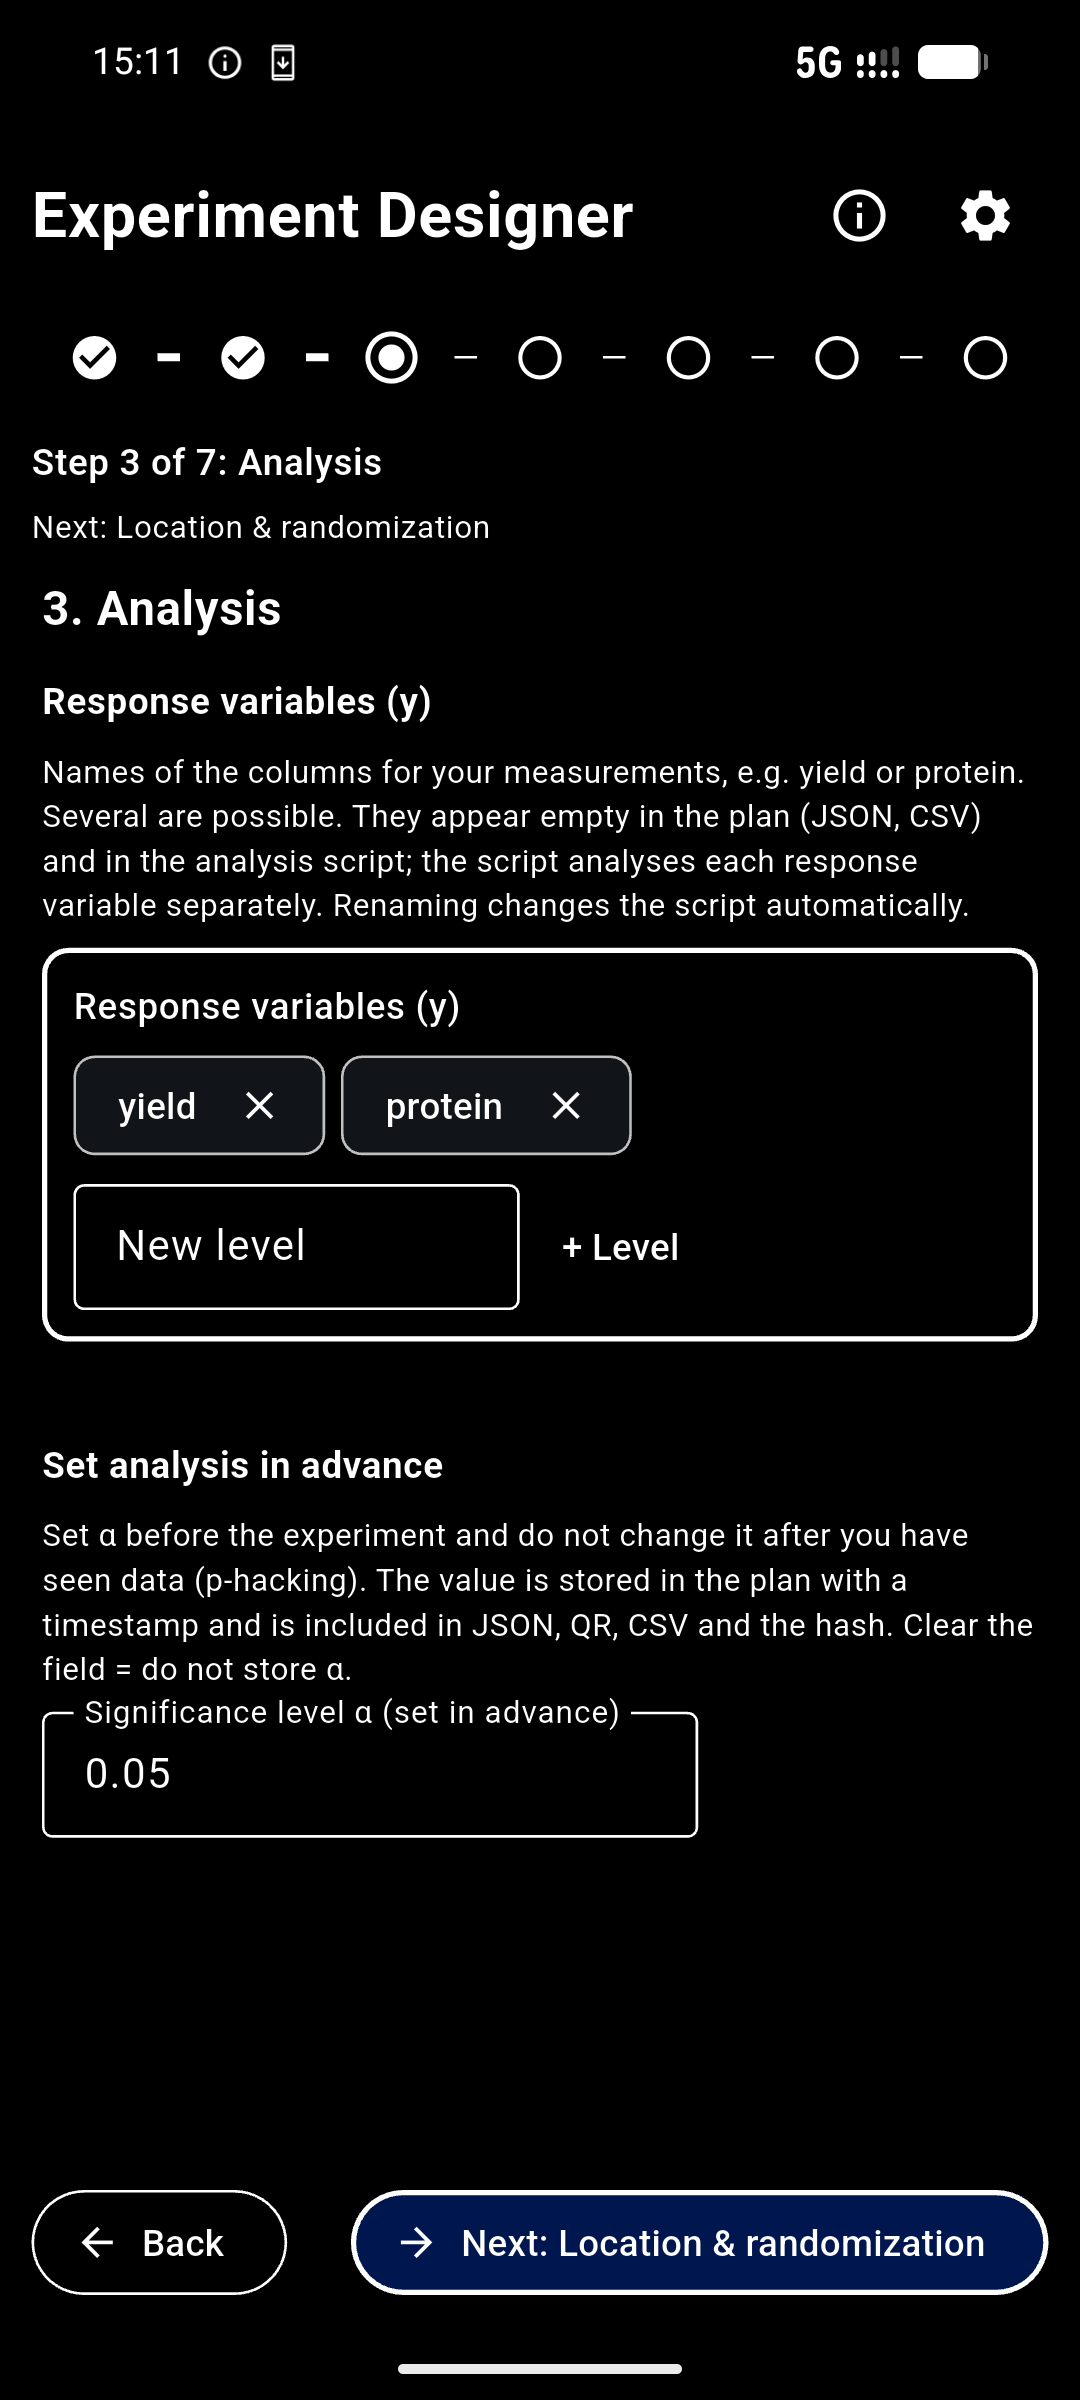 15:11
5G
Experiment Designer
Step 3 of 7: Analysis
Next: Location & randomization
3. Analysis
Response variables (y)
Names of the columns for your measurements, e.g. yield or protein.
Several are possible. They appear empty in the plan (JSON, CSV)
and in the analysis script; the script analyses each response
variable separately. Renaming changes the script automatically.
Response variables (y)
yield
protein
New level
+ Level
Set analysis in advance
Set α before the experiment and do not change it after you have
seen data (p-hacking). The value is stored in the plan with a
timestamp and is included in JSON, QR, CSV and the hash. Clear the
field = do not store α.
Significance level α (set in advance)
0.05
Back
Next: Location & randomization